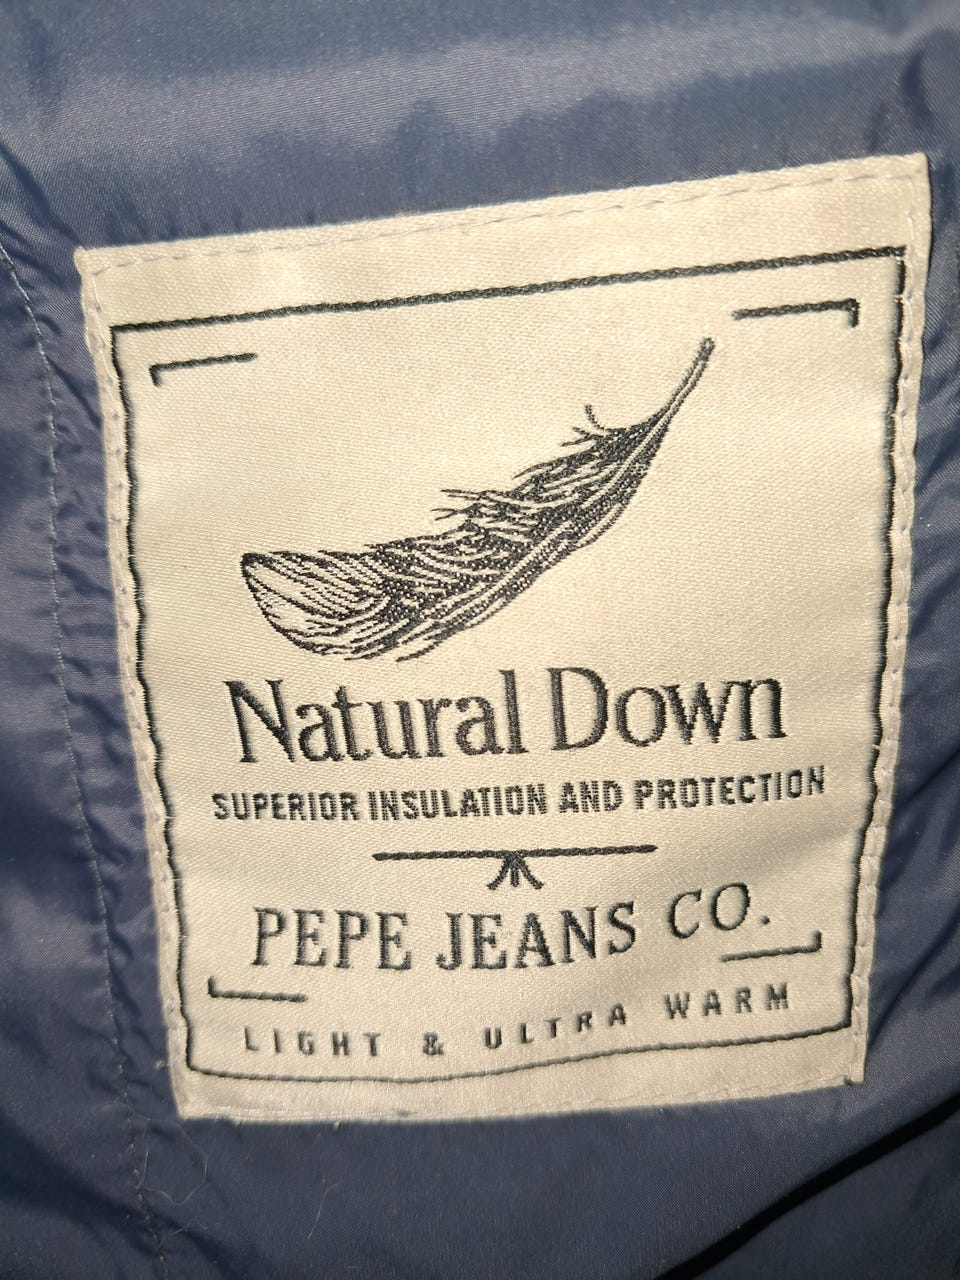 Natural Down
SUPERIOR INSULATION AND PROTECTION
PEPE JEANS CO.
LIGHT & ULTRA WARM